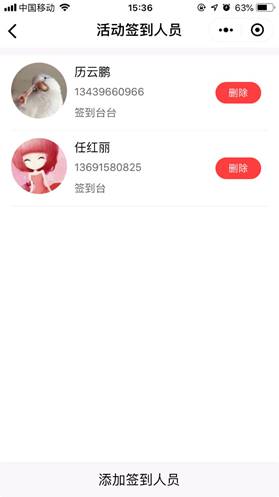 中国移动 15:36 63%
活动签到人员
历云鹏
13439660966
签到台台
删除
任红丽
13691580825
签到台
删除
添加签到人员